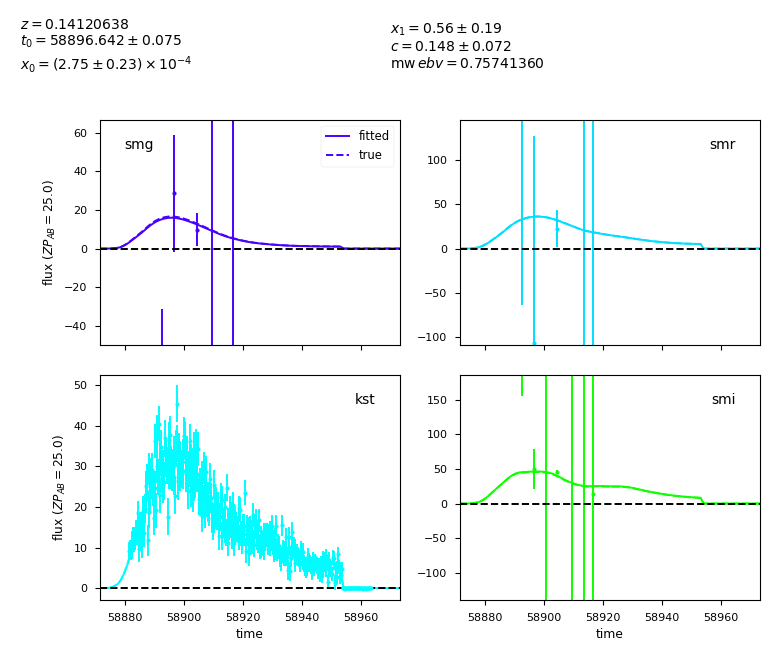 z = 0.14120638
t₀ = 58896.642 ± 0.075
x₀ = (2.75 ± 0.23) × 10⁻⁴
x₁ = 0.56 ± 0.19
c = 0.148 ± 0.072
mw ebv = 0.75741360
smg
fitted
true
flux (ZP_AB = 25.0)
60
40
20
0
−20
−40
smr
100
50
0
−50
−100
kst
flux (ZP_AB = 25.0)
50
40
30
20
10
0
58880 58900 58920 58940 58960
time
smi
150
100
50
0
−50
−100
58880 58900 58920 58940 58960
time